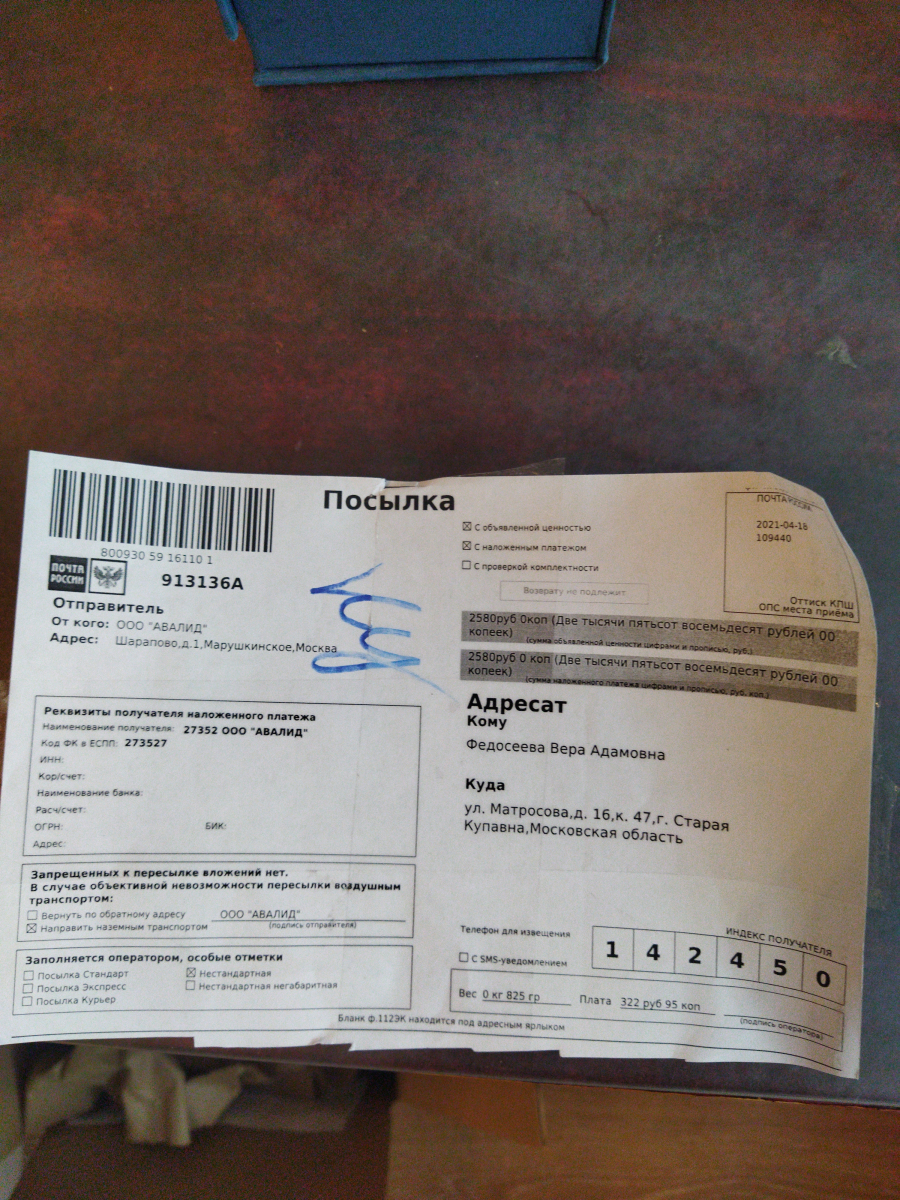 800930 59 16110 1
ПОЧТА
РОССИИ
913136А
Посылка
☒ С объявленной ценностью
☒ С наложенным платежом
☐ С проверкой комплектности
Возврату не подлежит
ПОЧТА РОССИИ
2021-04-18
109440
Оттиск КПШ
ОПС места приёма
Отправитель
От кого: ООО "АВАЛИД"
Адрес: Шарапово,д.1,Марушкинское,Москва
2580руб 0коп (Две тысячи пятьсот восемьдесят рублей 00
копеек)
(сумма объявленной ценности цифрами и прописью, руб.)
2580руб 0 коп (Две тысячи пятьсот восемьдесят рублей 00
копеек)
(сумма наложенного платежа цифрами и прописью, руб. коп.)
Реквизиты получателя наложенного платежа
Наименование получателя: 27352 ООО "АВАЛИД"
Код ФК в ЕСПП: 273527
ИНН:
Кор/счет:
Наименование банка:
Расч/счет:
ОГРН: БИК:
Адрес:
Адресат
Кому
Федосеева Вера Адамовна
Куда
ул. Матросова,д. 16,к. 47,г. Старая
Купавна,Московская область
Запрещенных к пересылке вложений нет.
В случае объективной невозможности пересылки воздушным
транспортом:
☐ Вернуть по обратному адресу ООО "АВАЛИД"
☒ Направить наземным транспортом (подпись отправителя)
Заполняется оператором, особые отметки
☐ Посылка Стандарт ☒ Нестандартная
☐ Посылка Экспресс ☐ Нестандартная негабаритная
☐ Посылка Курьер
Телефон для извещения
ИНДЕКС ПОЛУЧАТЕЛЯ
☐ С SMS-уведомлением
1 4 2 4 5 0
Вес 0 кг 825 гр Плата 322 руб 95 коп
(подпись оператора)
Бланк ф.112ЭК находится под адресным ярлыком